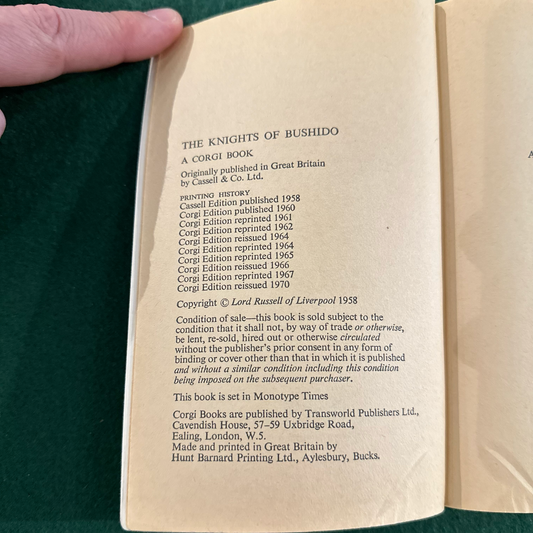 THE KNIGHTS OF BUSHIDO
A CORGI BOOK
Originally published in Great Britain
by Cassell & Co. Ltd.
PRINTING HISTORY
Cassell Edition published 1958
Corgi Edition published 1960
Corgi Edition reprinted 1961
Corgi Edition reprinted 1962
Corgi Edition reissued 1964
Corgi Edition reprinted 1964
Corgi Edition reprinted 1965
Corgi Edition reissued 1966
Corgi Edition reprinted 1967
Corgi Edition reissued 1970
Copyright © Lord Russell of Liverpool 1958
Condition of sale—this book is sold subject to the
condition that it shall not, by way of trade or otherwise,
be lent, re-sold, hired out or otherwise circulated
without the publisher's prior consent in any form of
binding or cover other than that in which it is published
and without a similar condition including this condition
being imposed on the subsequent purchaser.
This book is set in Monotype Times
Corgi Books are published by Transworld Publishers Ltd.,
Cavendish House, 57–59 Uxbridge Road,
Ealing, London, W.5.
Made and printed in Great Britain by
Hunt Barnard Printing Ltd., Aylesbury, Bucks.